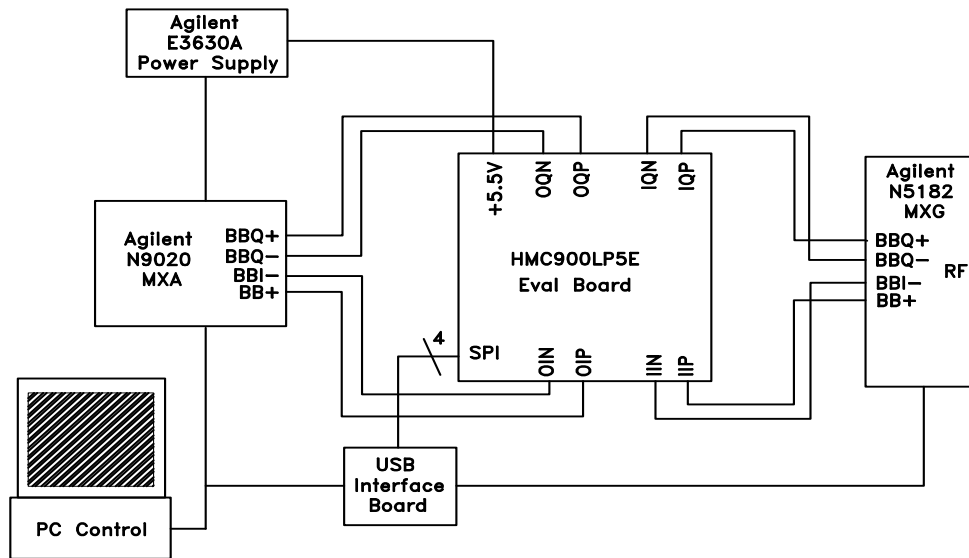 Agilent
E3630A
Power Supply
Agilent
N9020
MXA
BBQ+
BBQ-
BBI-
BB+
+5.5V
OQN
OQP
IQN
IQP
HMC900LP5E
Eval Board
SPI
4
OIN
OIP
IIN
IIP
Agilent
N5182
MXG
BBQ+
BBQ-
BBI-
BB+
RF
USB
Interface
Board
PC Control